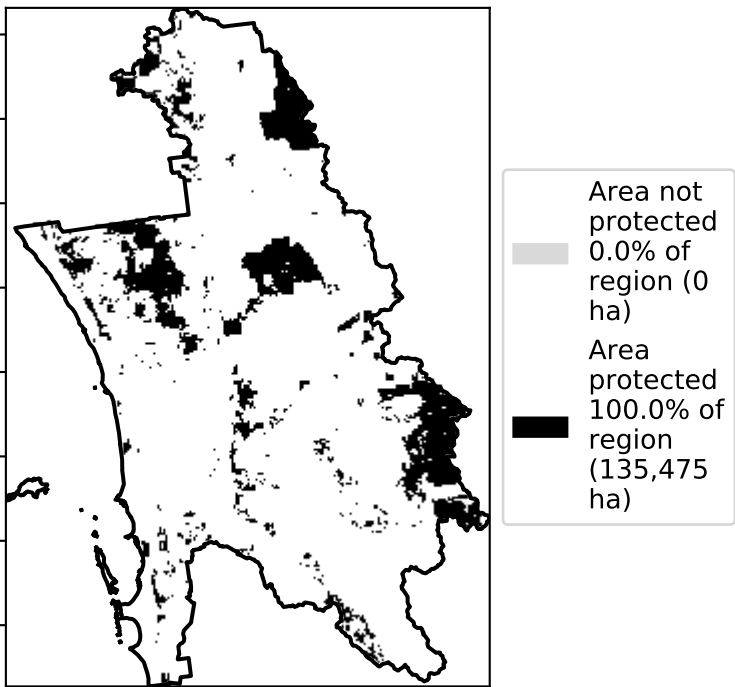 Area not
protected
0.0% of
region (0
ha)
Area
protected
100.0% of
region
(135,475
ha)